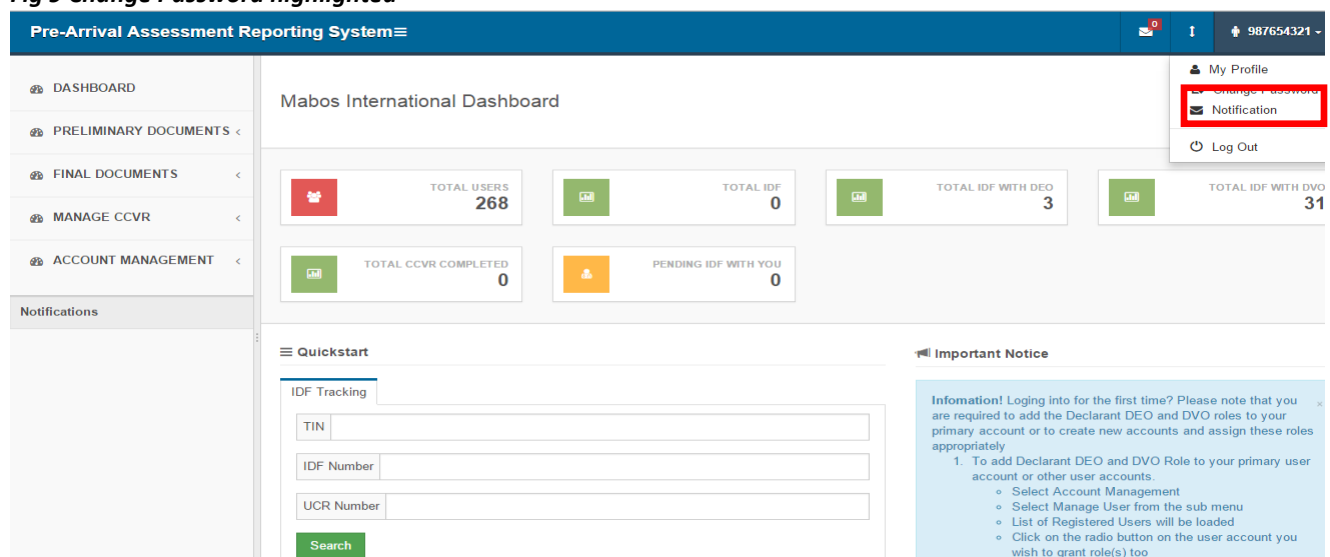 Fig 9 Change Password highlighted
Pre-Arrival Assessment Reporting System
0
987654321
My Profile
Change Password
Notification
Log Out
DASHBOARD
PRELIMINARY DOCUMENTS <
FINAL DOCUMENTS <
MANAGE CCVR <
ACCOUNT MANAGEMENT <
Notifications
Mabos International Dashboard
TOTAL USERS
268
TOTAL IDF
0
TOTAL IDF WITH DEO
3
TOTAL IDF WITH DVO
31
TOTAL CCVR COMPLETED
0
PENDING IDF WITH YOU
0
Quickstart
IDF Tracking
TIN
IDF Number
UCR Number
Search
Important Notice
Infomation! Loging into for the first time? Please note that you ×
are required to add the Declarant DEO and DVO roles to your
primary account or to create new accounts and assign these roles
appropriately
1. To add Declarant DEO and DVO Role to your primary user
account or other user accounts.
Select Account Management
Select Manage User from the sub menu
List of Registered Users will be loaded
Click on the radio button on the user account you
wish to grant role(s) too